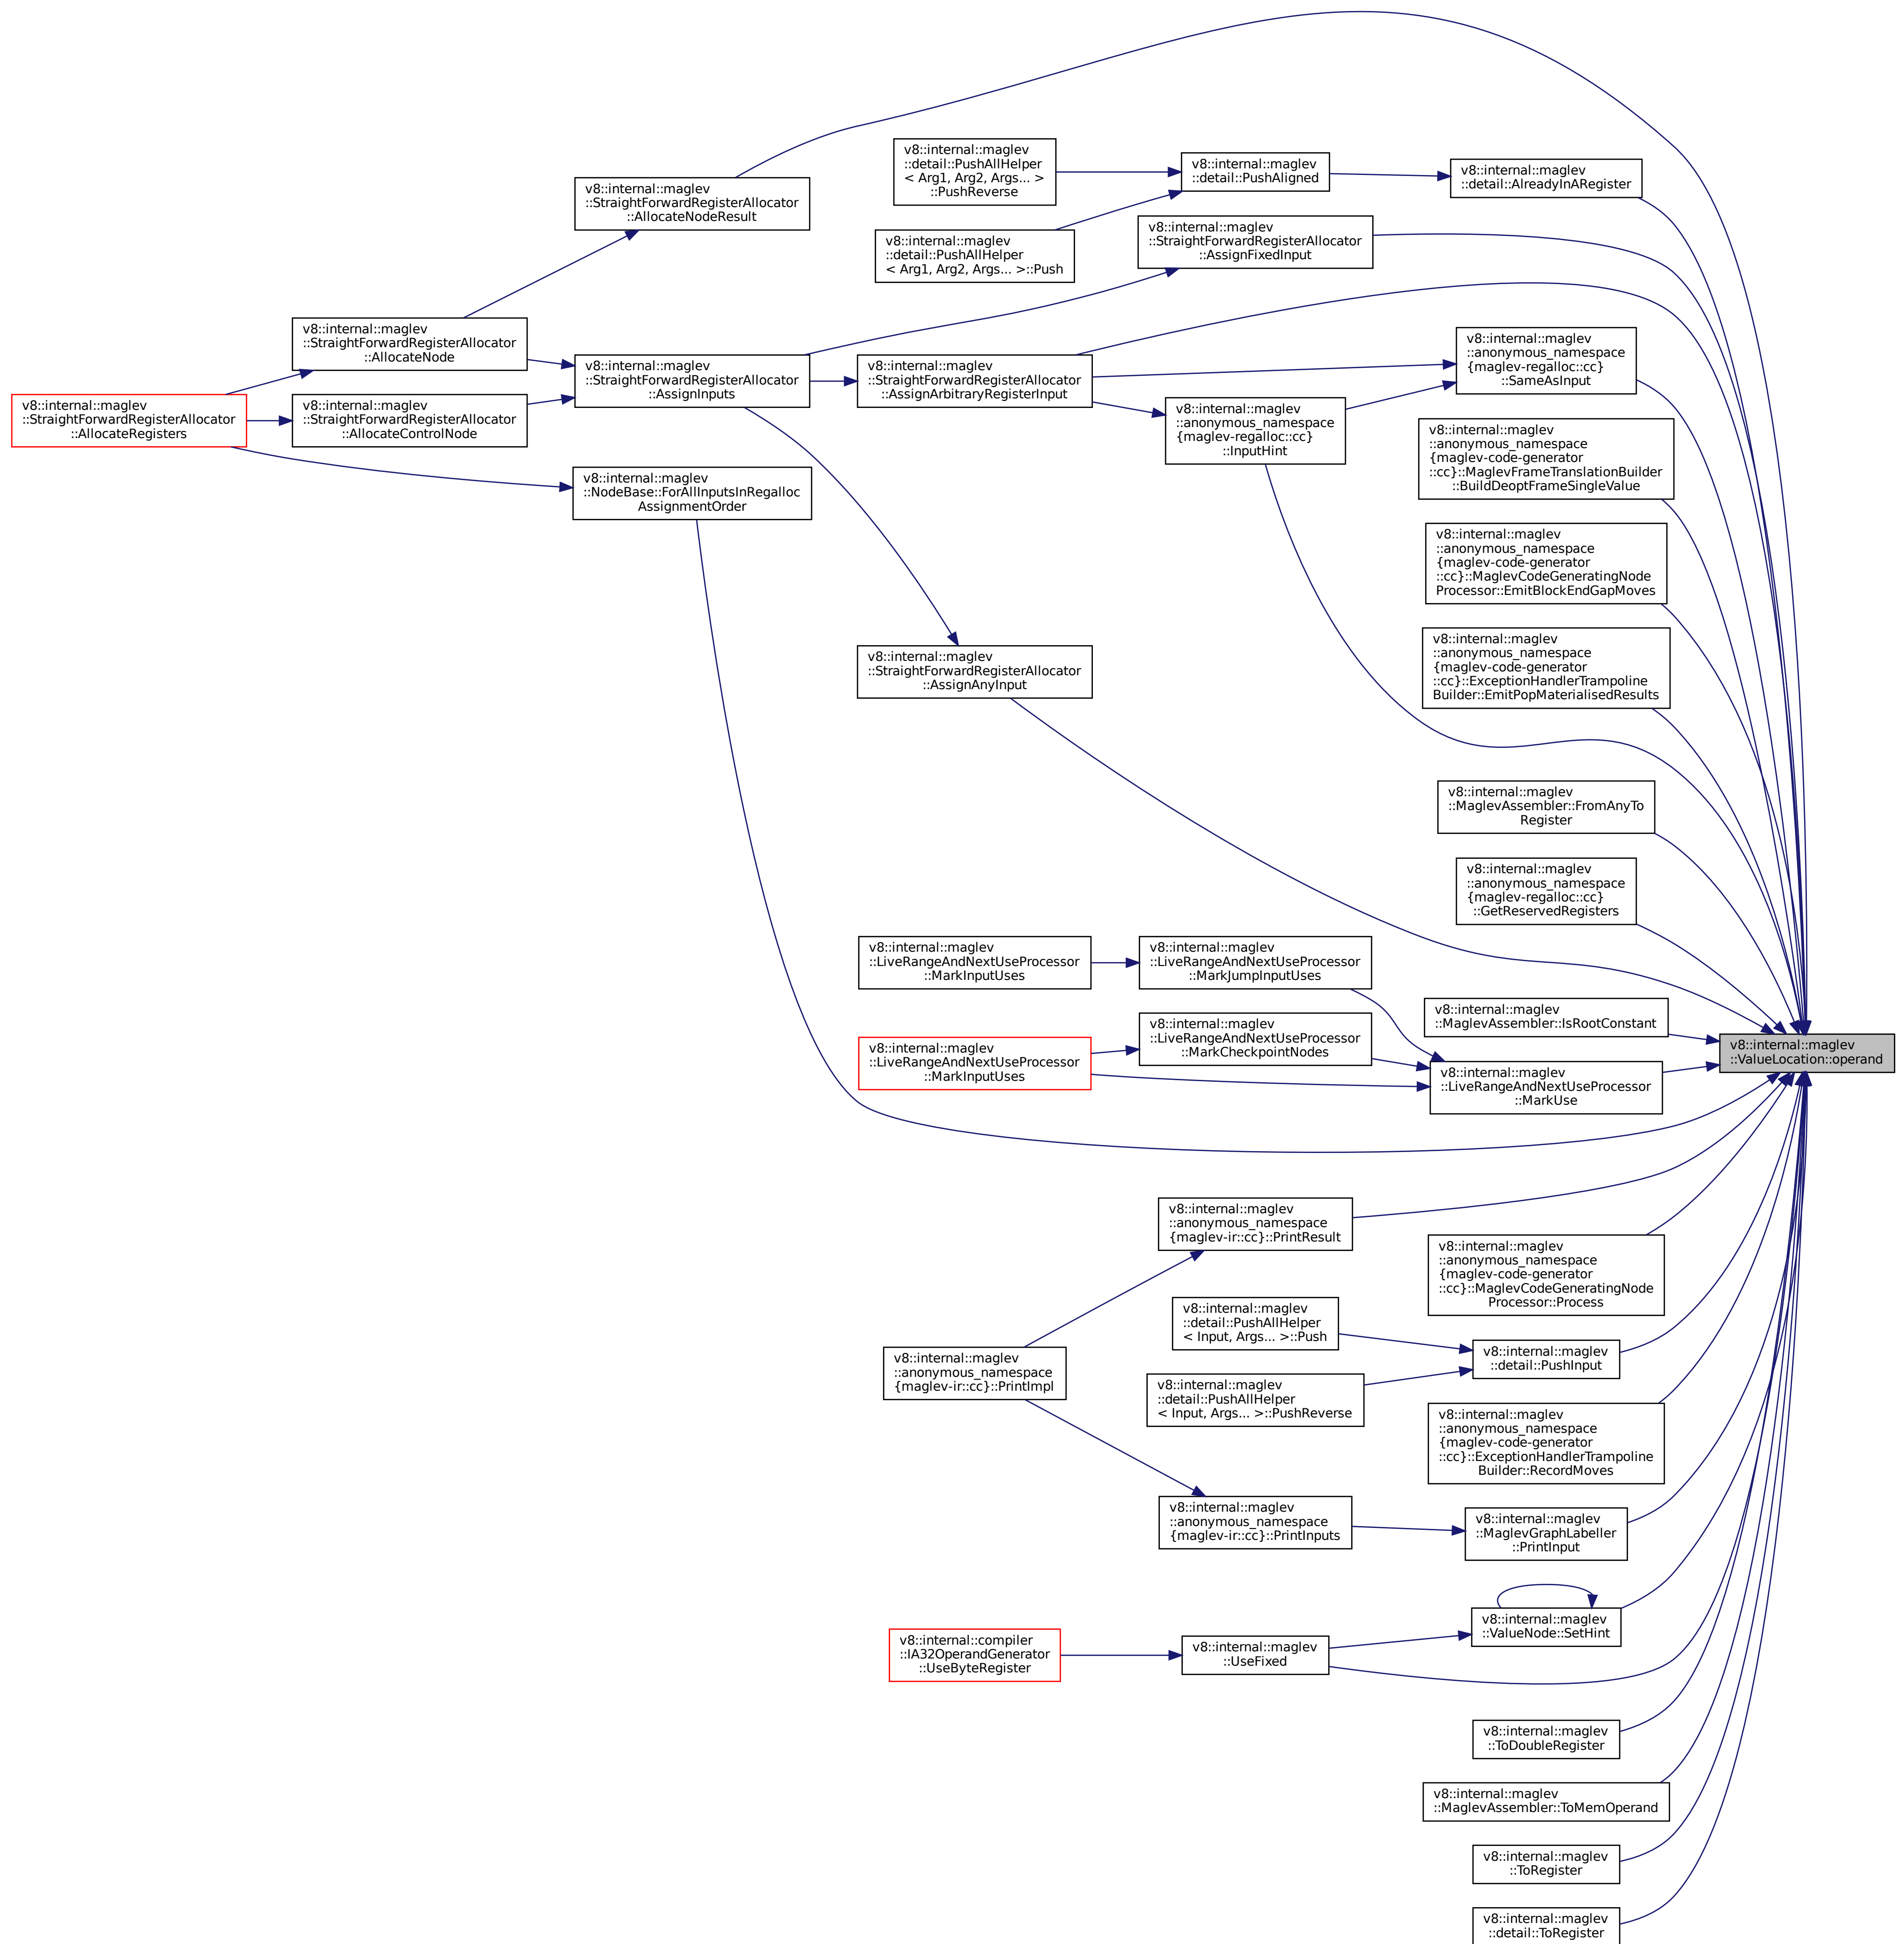 v8::internal::maglev
::StraightForwardRegisterAllocator
::AllocateRegisters
v8::internal::maglev
::StraightForwardRegisterAllocator
::AllocateNode
v8::internal::maglev
::StraightForwardRegisterAllocator
::AllocateControlNode
v8::internal::maglev
::StraightForwardRegisterAllocator
::AllocateNodeResult
v8::internal::maglev
::StraightForwardRegisterAllocator
::AssignInputs
v8::internal::maglev
::NodeBase::ForAllInputsInRegalloc
AssignmentOrder
v8::internal::maglev
::detail::PushAllHelper
< Arg1, Arg2, Args... >
::PushReverse
v8::internal::maglev
::detail::PushAllHelper
< Arg1, Arg2, Args... >::Push
v8::internal::maglev
::StraightForwardRegisterAllocator
::AssignArbitraryRegisterInput
v8::internal::maglev
::StraightForwardRegisterAllocator
::AssignAnyInput
v8::internal::maglev
::LiveRangeAndNextUseProcessor
::MarkInputUses
v8::internal::maglev
::LiveRangeAndNextUseProcessor
::MarkInputUses
v8::internal::maglev
::anonymous_namespace
{maglev-ir::cc}::PrintImpl
v8::internal::compiler
::IA32OperandGenerator
::UseByteRegister
v8::internal::maglev
::detail::PushAligned
v8::internal::maglev
::StraightForwardRegisterAllocator
::AssignFixedInput
v8::internal::maglev
::anonymous_namespace
{maglev-regalloc::cc}
::InputHint
v8::internal::maglev
::LiveRangeAndNextUseProcessor
::MarkJumpInputUses
v8::internal::maglev
::LiveRangeAndNextUseProcessor
::MarkCheckpointNodes
v8::internal::maglev
::anonymous_namespace
{maglev-ir::cc}::PrintResult
v8::internal::maglev
::detail::PushAllHelper
< Input, Args... >::Push
v8::internal::maglev
::detail::PushAllHelper
< Input, Args... >::PushReverse
v8::internal::maglev
::anonymous_namespace
{maglev-ir::cc}::PrintInputs
v8::internal::maglev
::UseFixed
v8::internal::maglev
::detail::AlreadyInARegister
v8::internal::maglev
::anonymous_namespace
{maglev-regalloc::cc}
::SameAsInput
v8::internal::maglev
::anonymous_namespace
{maglev-code-generator
::cc}::MaglevFrameTranslationBuilder
::BuildDeoptFrameSingleValue
v8::internal::maglev
::anonymous_namespace
{maglev-code-generator
::cc}::MaglevCodeGeneratingNode
Processor::EmitBlockEndGapMoves
v8::internal::maglev
::anonymous_namespace
{maglev-code-generator
::cc}::ExceptionHandlerTrampoline
Builder::EmitPopMaterialisedResults
v8::internal::maglev
::MaglevAssembler::FromAnyTo
Register
v8::internal::maglev
::anonymous_namespace
{maglev-regalloc::cc}
::GetReservedRegisters
v8::internal::maglev
::MaglevAssembler::IsRootConstant
v8::internal::maglev
::LiveRangeAndNextUseProcessor
::MarkUse
v8::internal::maglev
::anonymous_namespace
{maglev-code-generator
::cc}::MaglevCodeGeneratingNode
Processor::Process
v8::internal::maglev
::detail::PushInput
v8::internal::maglev
::anonymous_namespace
{maglev-code-generator
::cc}::ExceptionHandlerTrampoline
Builder::RecordMoves
v8::internal::maglev
::MaglevGraphLabeller
::PrintInput
v8::internal::maglev
::ValueNode::SetHint
v8::internal::maglev
::ToDoubleRegister
v8::internal::maglev
::MaglevAssembler::ToMemOperand
v8::internal::maglev
::ToRegister
v8::internal::maglev
::detail::ToRegister
v8::internal::maglev
::ValueLocation::operand